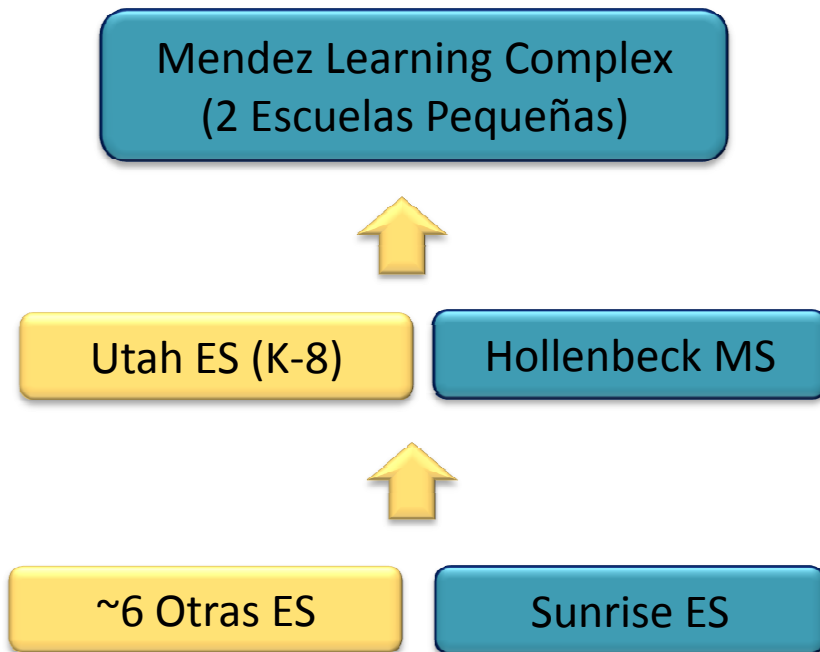 Mendez Learning Complex
(2 Escuelas Pequeñas)
Utah ES (K-8)
Hollenbeck MS
~6 Otras ES
Sunrise ES